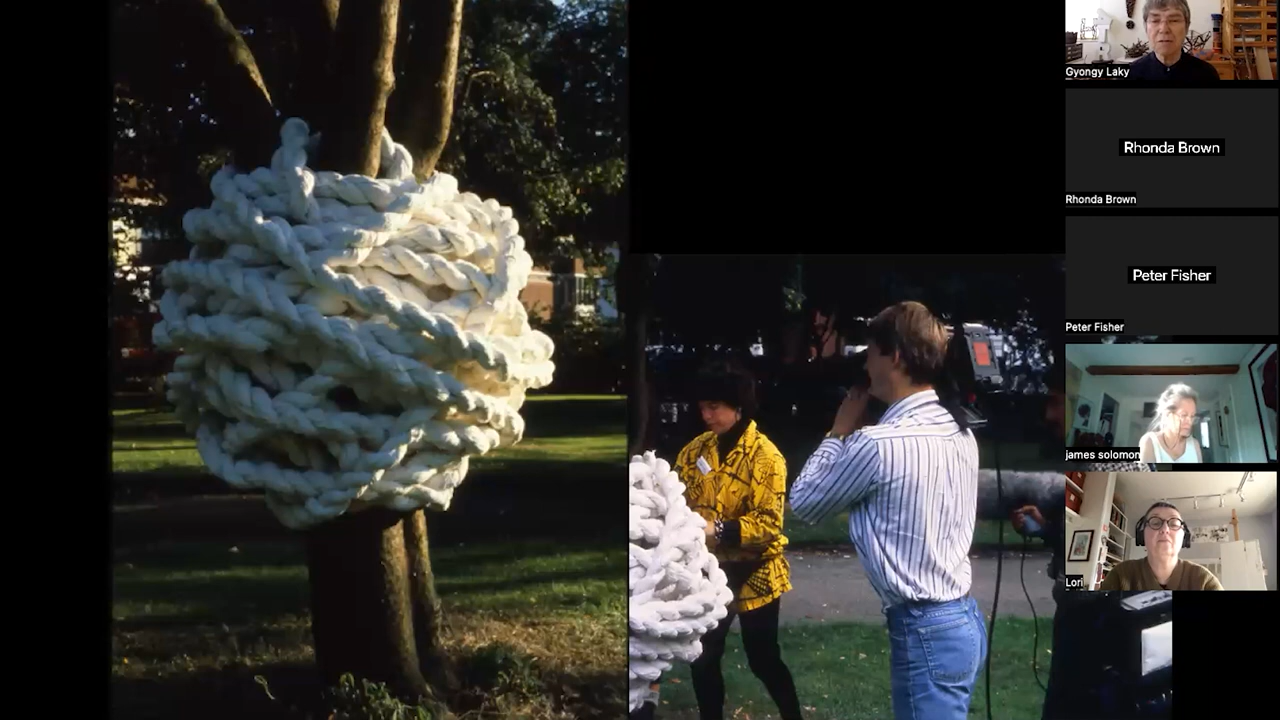 Gyongy Laky
Rhonda Brown
Rhonda Brown
Peter Fisher
Peter Fisher
james solomon
Lori